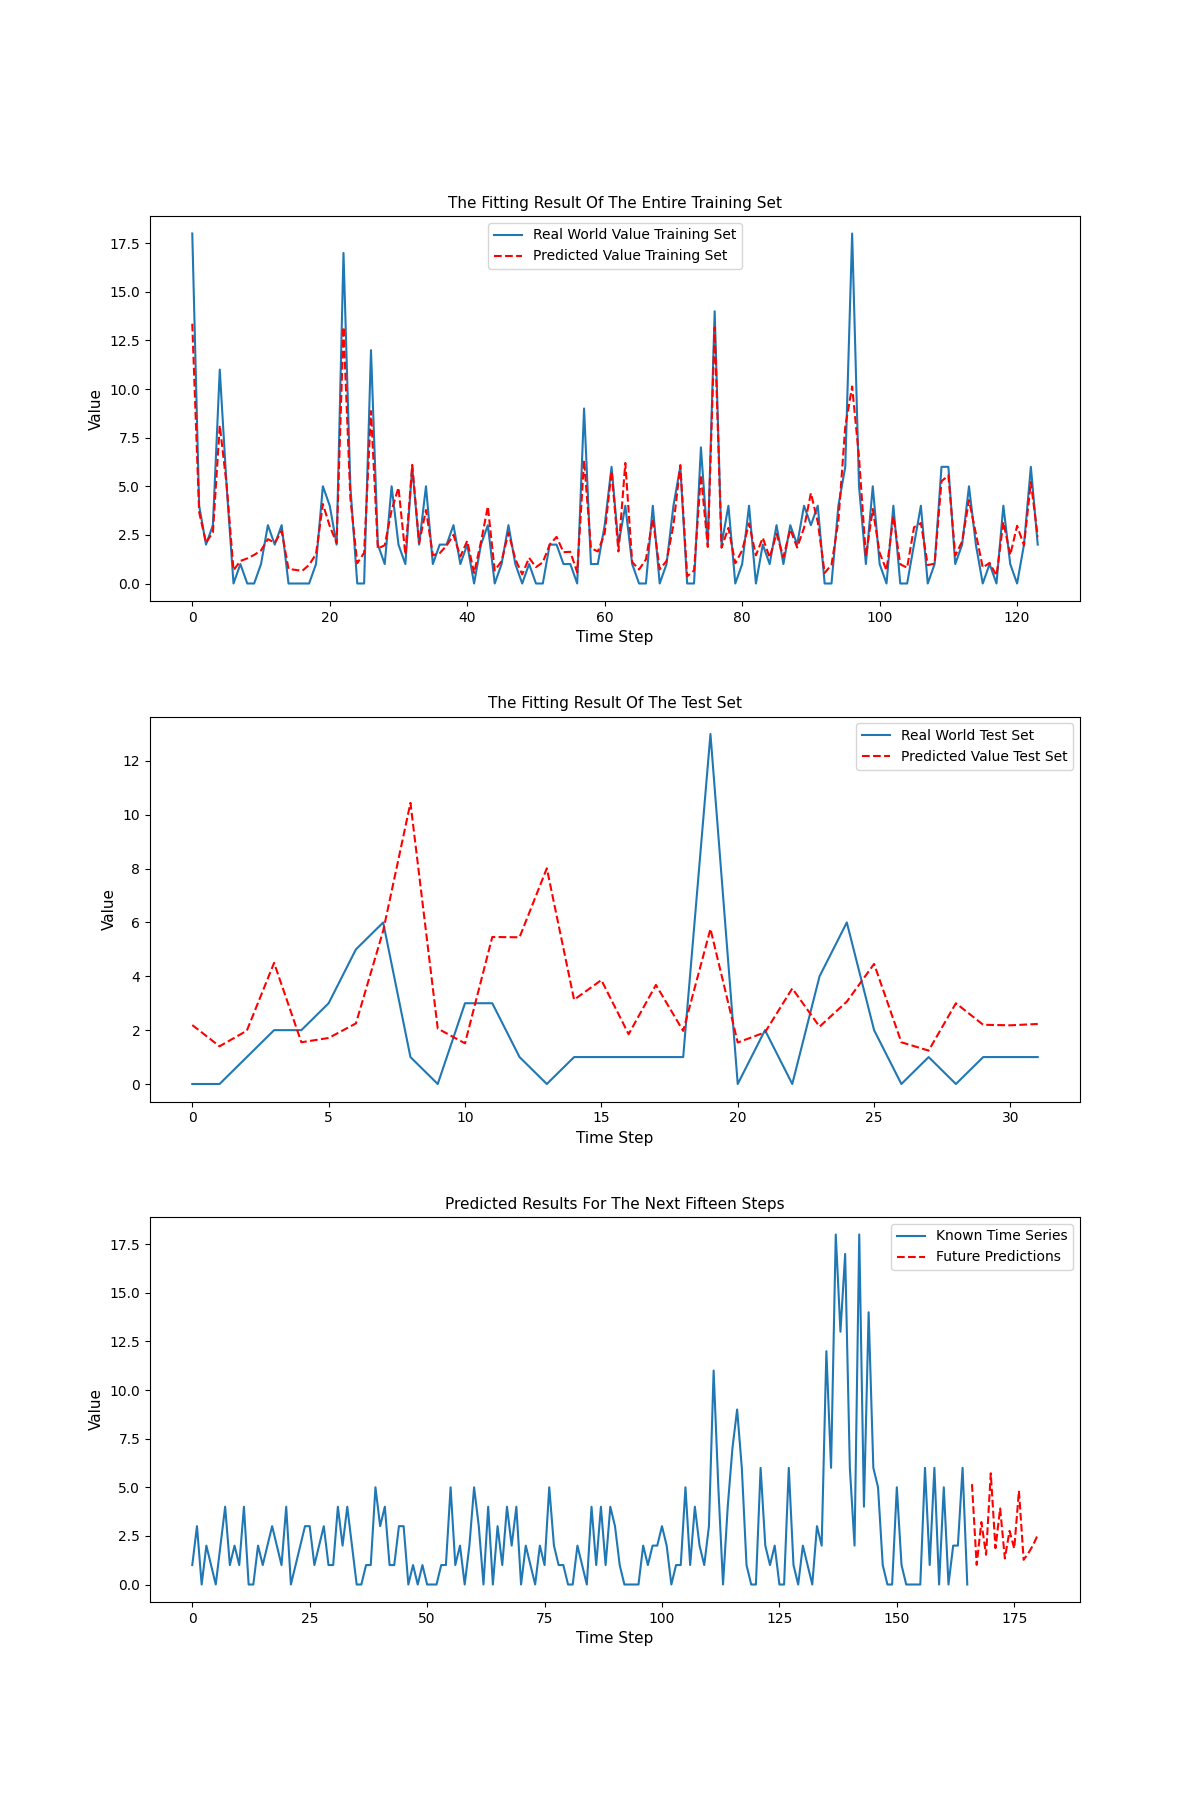 The Fitting Result Of The Entire Training Set
Real World Value Training Set
Predicted Value Training Set
17.5
15.0
12.5
10.0
7.5
5.0
2.5
0.0
Value
0 20 40 60 80 100 120
Time Step
The Fitting Result Of The Test Set
Real World Test Set
Predicted Value Test Set
12
10
8
6
4
2
0
Value
0 5 10 15 20 25 30
Time Step
Predicted Results For The Next Fifteen Steps
Known Time Series
Future Predictions
17.5
15.0
12.5
10.0
7.5
5.0
2.5
0.0
Value
0 25 50 75 100 125 150 175
Time Step